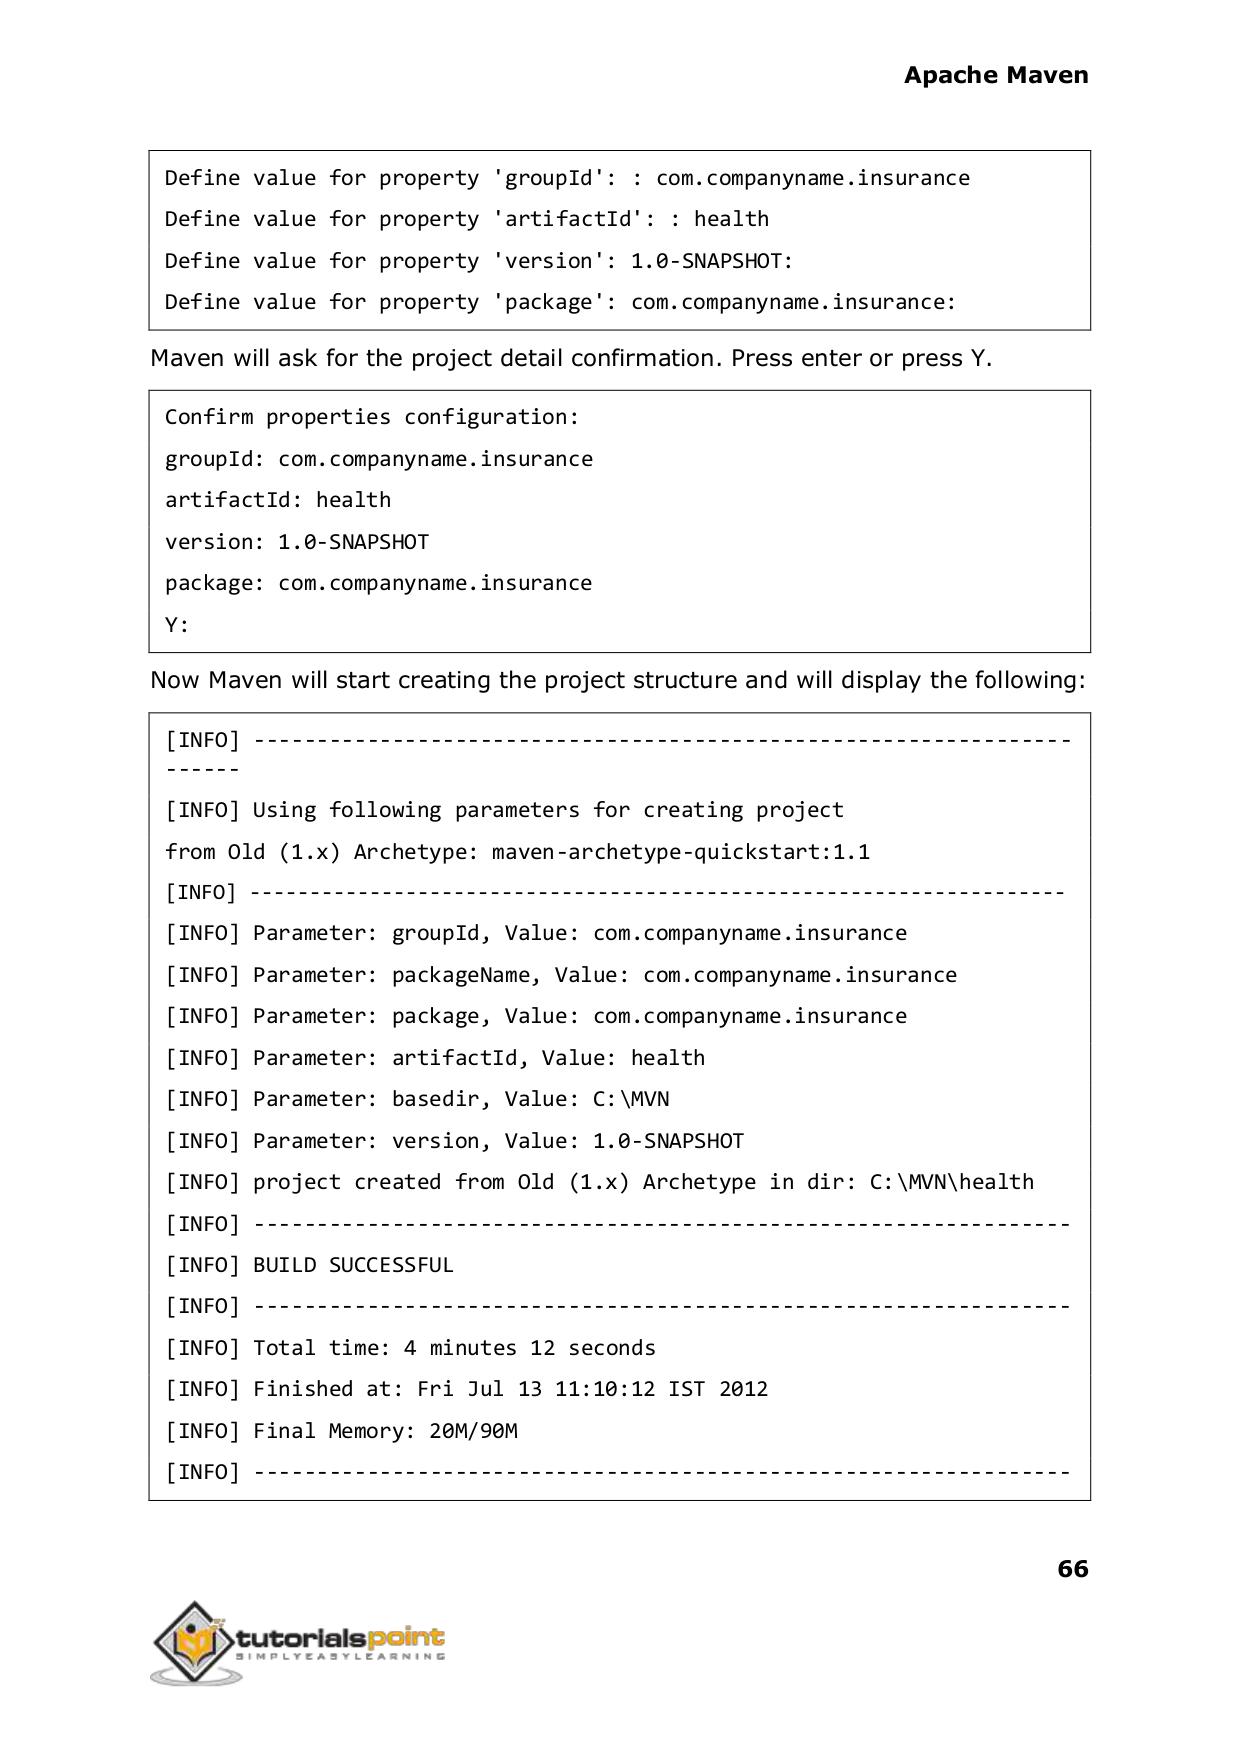 Apache Maven
Define value for property 'groupId': : com.companyname.insurance
Define value for property 'artifactId': : health
Define value for property 'version': 1.0-SNAPSHOT:
Define value for property 'package': com.companyname.insurance:
Maven will ask for the project detail confirmation. Press enter or press Y.
Confirm properties configuration:
groupId: com.companyname.insurance
artifactId: health
version: 1.0-SNAPSHOT
package: com.companyname.insurance
Y:
Now Maven will start creating the project structure and will display the following:
[INFO] -----------------------------------------------------------------
------
[INFO] Using following parameters for creating project
from Old (1.x) Archetype: maven-archetype-quickstart:1.1
[INFO] -----------------------------------------------------------------
[INFO] Parameter: groupId, Value: com.companyname.insurance
[INFO] Parameter: packageName, Value: com.companyname.insurance
[INFO] Parameter: package, Value: com.companyname.insurance
[INFO] Parameter: artifactId, Value: health
[INFO] Parameter: basedir, Value: C:\MVN
[INFO] Parameter: version, Value: 1.0-SNAPSHOT
[INFO] project created from Old (1.x) Archetype in dir: C:\MVN\health
[INFO] -----------------------------------------------------------------
[INFO] BUILD SUCCESSFUL
[INFO] -----------------------------------------------------------------
[INFO] Total time: 4 minutes 12 seconds
[INFO] Finished at: Fri Jul 13 11:10:12 IST 2012
[INFO] Final Memory: 20M/90M
[INFO] -----------------------------------------------------------------
66
tutorialspoint
SIMPLYEASYLEARNING